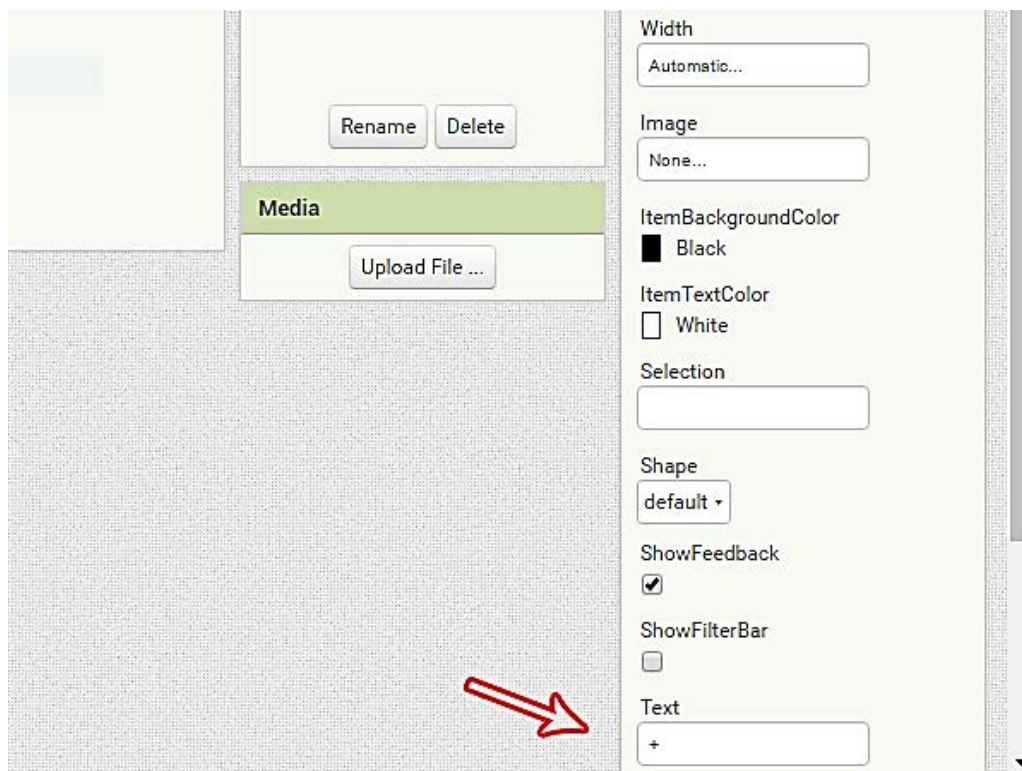 Rename Delete
Media
Upload File ...
Width
Automatic...
Image
None...
ItemBackgroundColor
Black
ItemTextColor
White
Selection
Shape
default
ShowFeedback
ShowFilterBar
Text
+